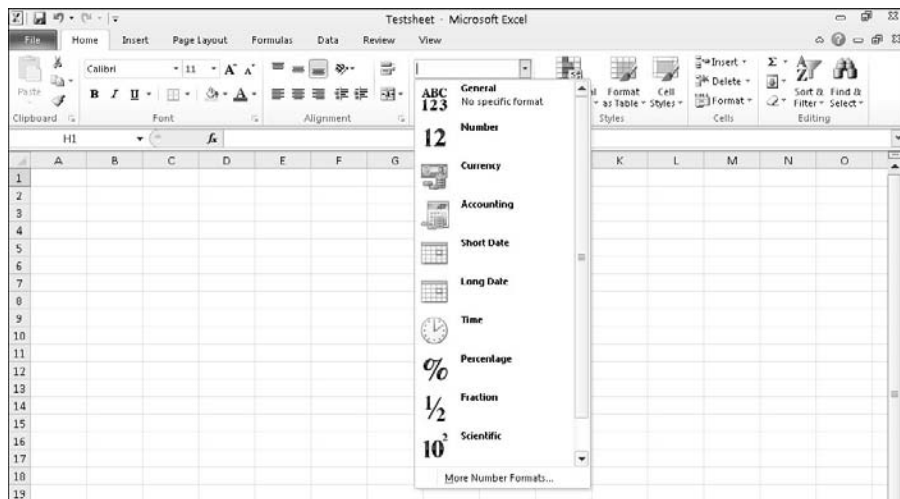 Testsheet - Microsoft Excel
File Home Insert Page Layout Formulas Data Review View
Paste
Calibri 11 A A
B I U A
Insert
Delete
Format
Format as Table
Cell Styles
Σ
A Z
Sort & Filter
Find & Select
Clipboard Font Alignment Styles Cells Editing
H1 fx
A B C D E F G K L M N O
1
2
3
4
5
6
7
8
9
10
11
12
13
14
15
16
17
18
19
ABC 123 General
No specific format
12 Number
Currency
Accounting
Short Date
Long Date
Time
% Percentage
1/2 Fraction
10² Scientific
More Number Formats...